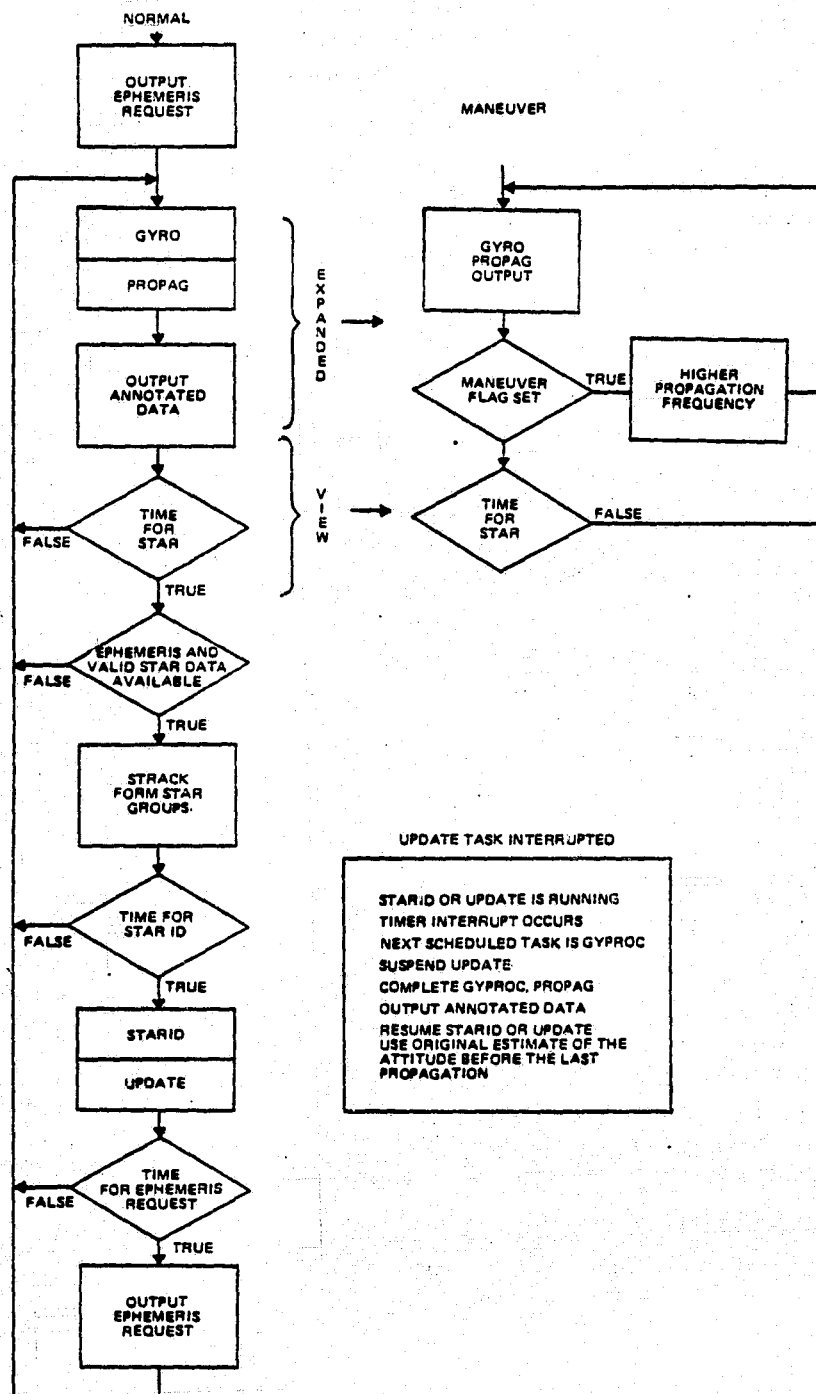 NORMAL
OUTPUT
EPHEMERIS
REQUEST
GYRO
PROPAG
OUTPUT
ANNOTATED
DATA
TIME
FOR
STAR
FALSE
TRUE
EPHEMERIS AND
VALID STAR DATA
AVAILABLE
FALSE
TRUE
STRACK
FORM STAR
GROUPS.
TIME FOR
STAR ID
FALSE
TRUE
STARID
UPDATE
TIME
FOR EPHEMERIS
REQUEST
FALSE
TRUE
OUTPUT
EPHEMERIS
REQUEST
EXPANDED
VIEW
MANEUVER
GYRO
PROPAG
OUTPUT
MANEUVER
FLAG SET
TRUE
HIGHER
PROPAGATION
FREQUENCY
TIME
FOR
STAR
FALSE
UPDATE TASK INTERRUPTED
STARID OR UPDATE IS RUNNING
TIMER INTERRUPT OCCURS
NEXT SCHEDULED TASK IS GYPROC
SUSPEND UPDATE
COMPLETE GYPROC, PROPAG
OUTPUT ANNOTATED DATA
RESUME STARID OR UPDATE
USE ORIGINAL ESTIMATE OF THE
ATTITUDE BEFORE THE LAST
PROPAGATION